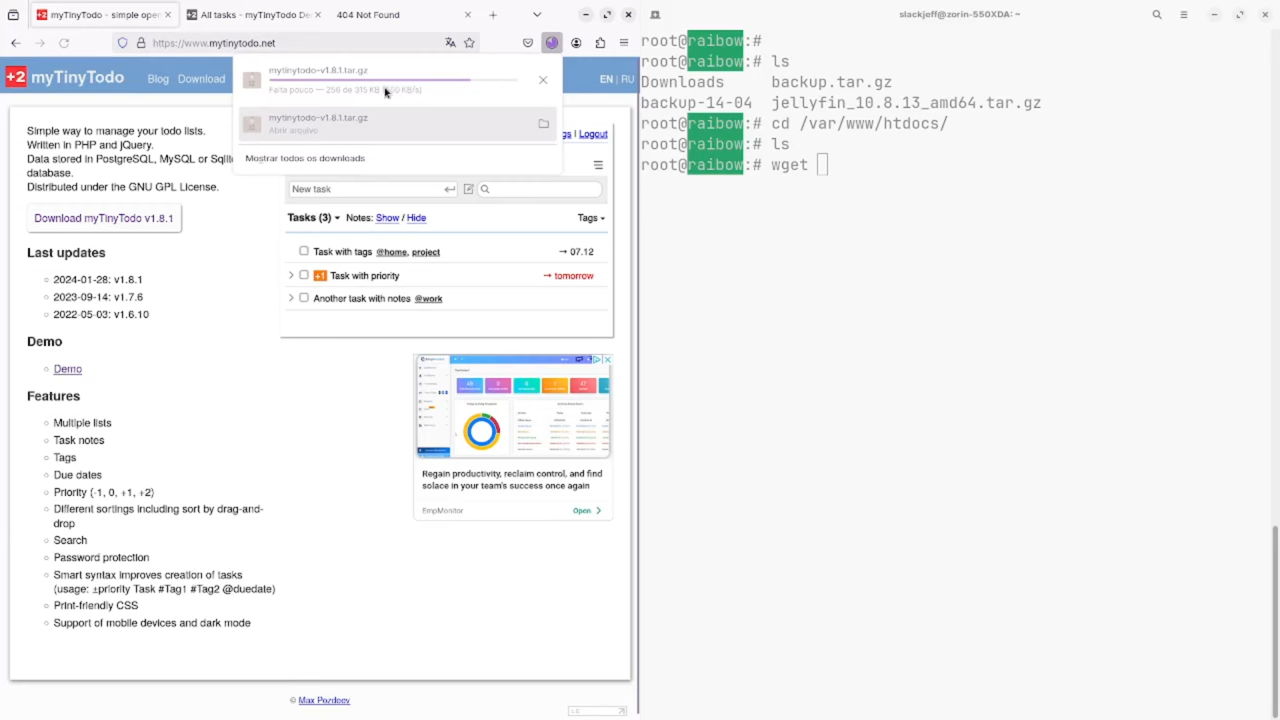 myTinyTodo - simple open
All tasks - myTinyTodo De
404 Not Found
https://www.mytinytodo.net
+2 myTinyTodo
Blog
Download
EN | RU
mytinytodo-v1.8.1.tar.gz
Falta pouco — 256 de 315 KB
mytinytodo-v1.8.1.tar.gz
Abrir arquivo
Mostrar todos os downloads
Simple way to manage your todo lists.
Written in PHP and jQuery.
Data stored in PostgreSQL, MySQL or
database.
Distributed under the GNU GPL License.
Download myTinyTodo v1.8.1
Last updates
2024-01-28: v1.8.1
2023-09-14: v1.7.6
2022-05-03: v1.6.10
Demo
Demo
Features
Multiple lists
Task notes
Tags
Due dates
Priority (-1, 0, +1, +2)
Different sortings including sort by drag-and-
drop
Search
Password protection
Smart syntax improves creation of tasks
(usage: ±priority Task #Tag1 #Tag2 @duedate)
Print-friendly CSS
Support of mobile devices and dark mode
| Logout
New task
Tasks (3)
Notes: Show / Hide
Tags
Task with tags @home, project
→ 07.12
+1 Task with priority
→ tomorrow
Another task with notes @work
Regain productivity, reclaim control, and find
solace in your team's success once again
EmpMonitor
Open
© Max Pozdeev
slackjeff@zorin-550XDA: ~
root@raibow:#
root@raibow:# ls
Downloads backup.tar.gz
backup-14-04 jellyfin_10.8.13_amd64.tar.gz
root@raibow:# cd /var/www/htdocs/
root@raibow:# ls
root@raibow:# wget